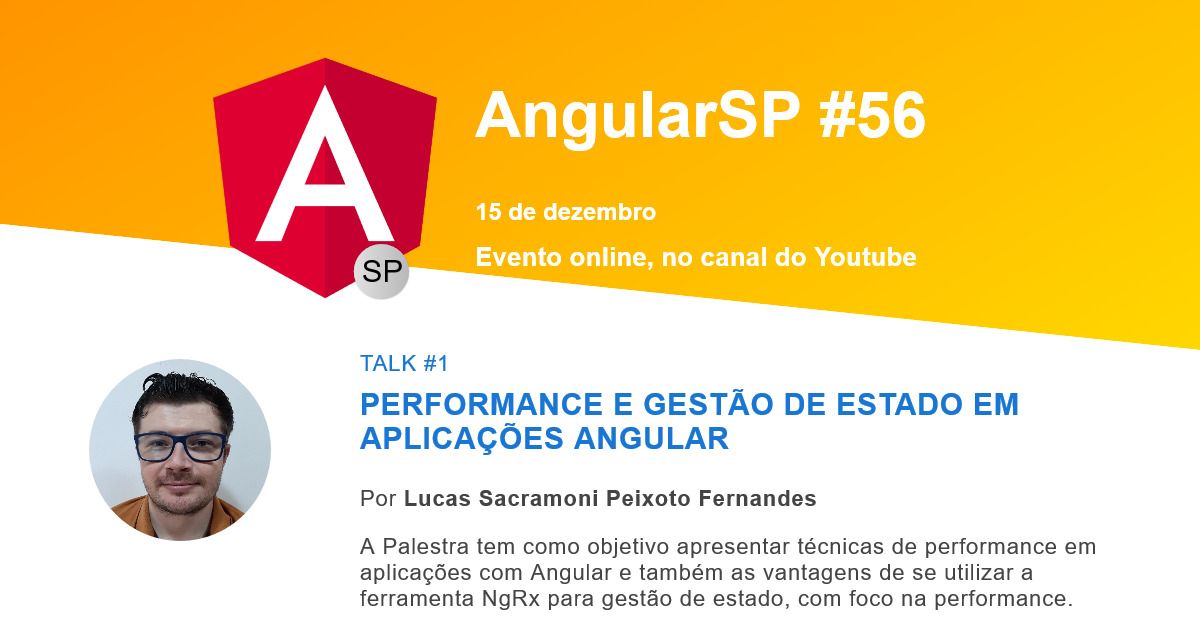 AngularSP #56
15 de dezembro
Evento online, no canal do Youtube
A
SP
TALK #1
PERFORMANCE E GESTÃO DE ESTADO EM
APLICAÇÕES ANGULAR
Por Lucas Sacramoni Peixoto Fernandes
A Palestra tem como objetivo apresentar técnicas de performance em
aplicações com Angular e também as vantagens de se utilizar a
ferramenta NgRx para gestão de estado, com foco na performance.